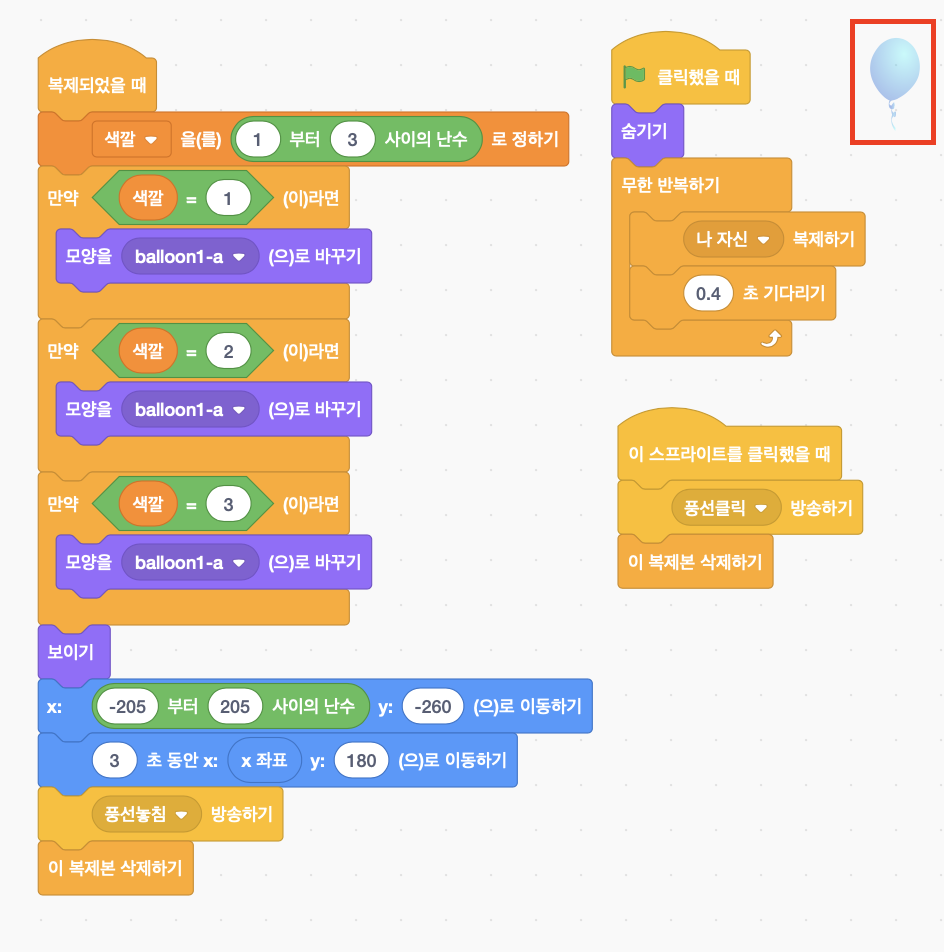 복제되었을 때
색깔 을(를) 1 부터 3 사이의 난수 로 정하기
만약 색깔 = 1 (이)라면
모양을 balloon1-a (으)로 바꾸기
만약 색깔 = 2 (이)라면
모양을 balloon1-a (으)로 바꾸기
만약 색깔 = 3 (이)라면
모양을 balloon1-a (으)로 바꾸기
보이기
x: -205 부터 205 사이의 난수 y: -260 (으)로 이동하기
3 초 동안 x: x 좌표 y: 180 (으)로 이동하기
풍선놓침 방송하기
이 복제본 삭제하기
클릭했을 때
숨기기
무한 반복하기
나 자신 복제하기
0.4 초 기다리기
이 스프라이트를 클릭했을 때
풍선클릭 방송하기
이 복제본 삭제하기